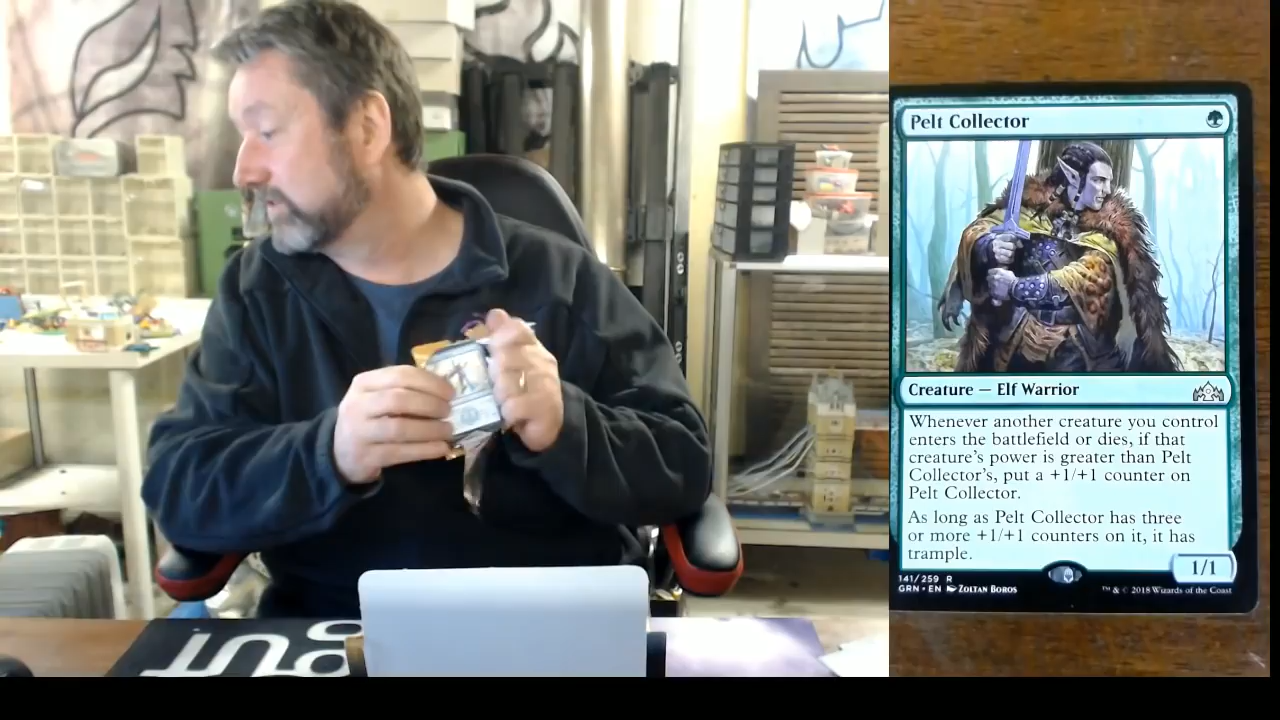 Pelt Collector
Creature — Elf Warrior
Whenever another creature you control
enters the battlefield or dies, if that
creature's power is greater than Pelt
Collector's, put a +1/+1 counter on
Pelt Collector.
As long as Pelt Collector has three
or more +1/+1 counters on it, it has
trample.
1/1
141/259 R
GRN • EN Zoltan Boros
™ & © 2018 Wizards of the Coast